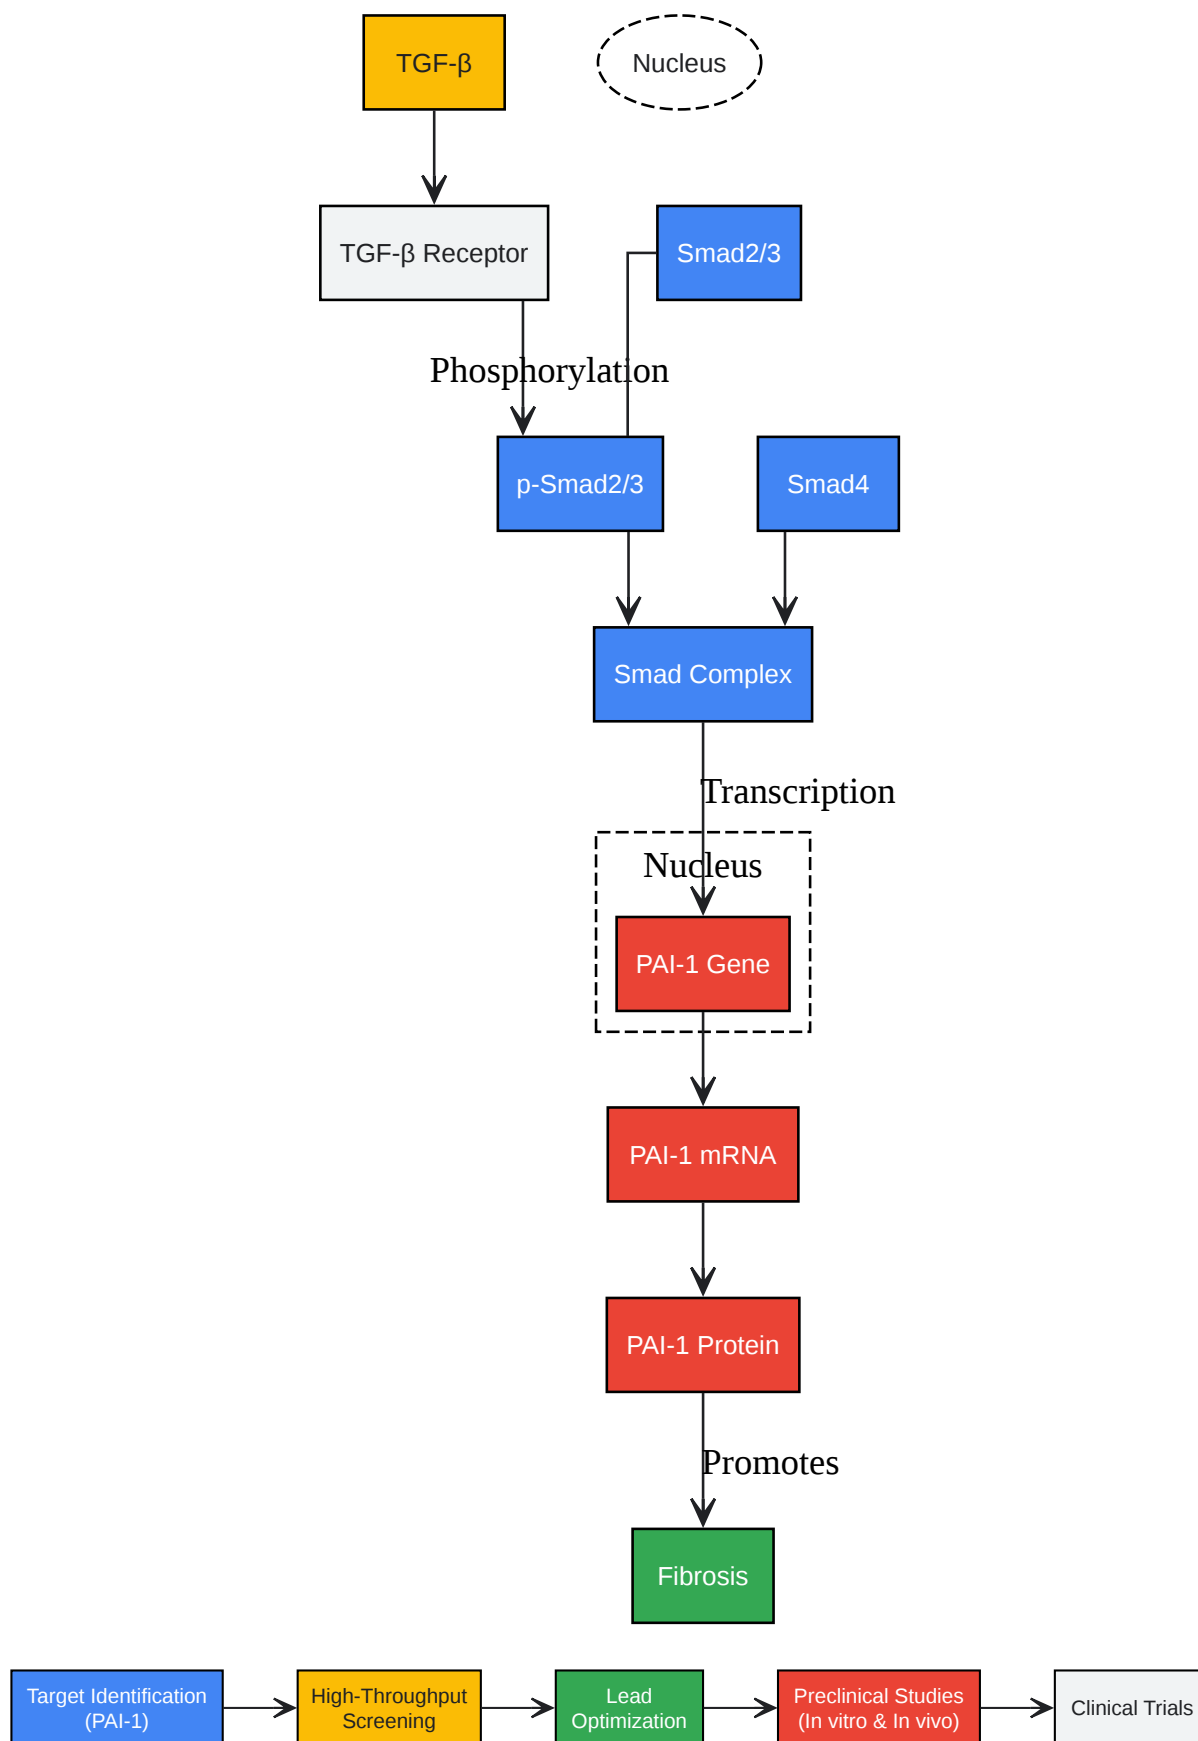 TGF-β
Nucleus
TGF-β Receptor
Smad2/3
Phosphorylation
p-Smad2/3
Smad4
Smad Complex
Transcription
Nucleus
PAI-1 Gene
PAI-1 mRNA
PAI-1 Protein
Promotes
Fibrosis
Target Identification
(PAI-1)
High-Throughput
Screening
Lead
Optimization
Preclinical Studies
(In vitro & In vivo)
Clinical Trials